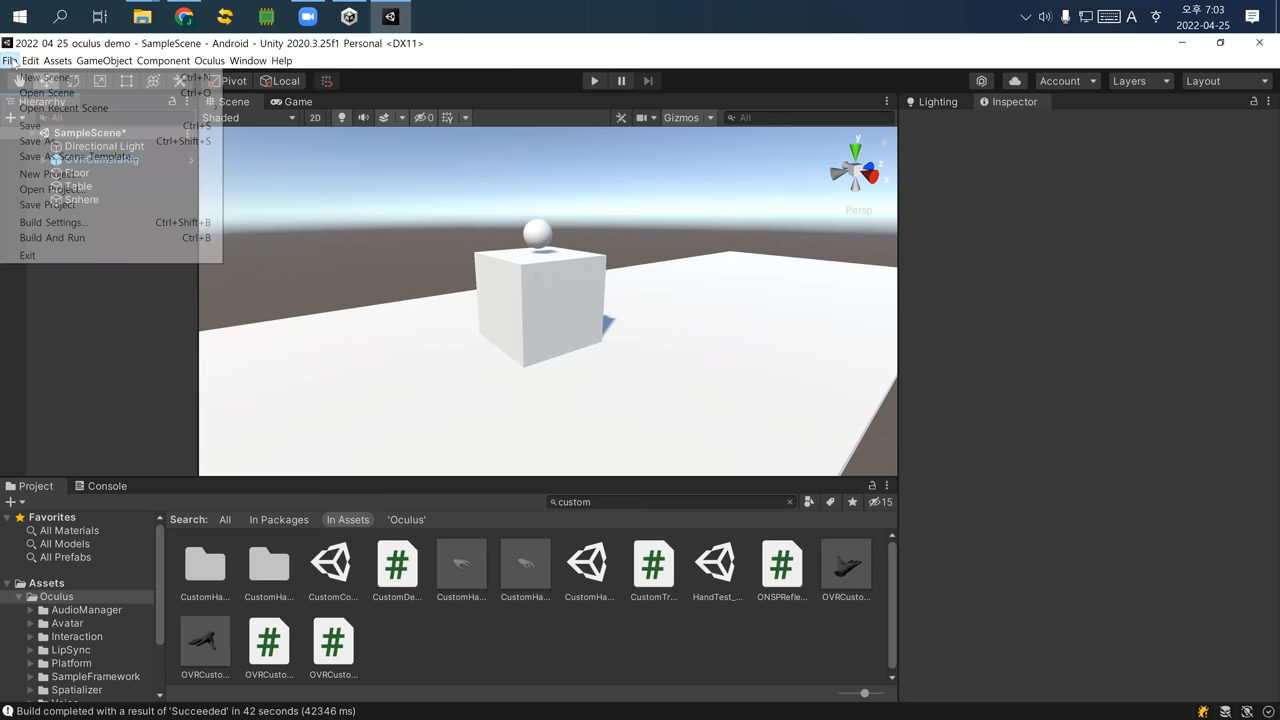 오후 7:03
2022-04-25
A
2022 04 25 oculus demo - SampleScene - Android - Unity 2020.3.25f1 Personal <DX11>
File Edit Assets GameObject Component Oculus Window Help
Pivot Local Account Layers Layout
New Scene Ctrl+N
Open Scene Ctrl+O
Open Recent Scene
Save Ctrl+S
Save As... Ctrl+Shift+S
Save As Scene Template...
New Project...
Open Project...
Save Project
Build Settings... Ctrl+Shift+B
Build And Run Ctrl+B
Exit
Hierarchy
All
SampleScene*
Directional Light
OVRCameraRig
Floor
Table
Sphere
Scene Game
Shaded 2D 0 Gizmos All
y
z
x
Persp
Lighting Inspector
Project Console
custom 15
Search: All In Packages In Assets 'Oculus'
Favorites
All Materials
All Models
All Prefabs
Assets
Oculus
AudioManager
Avatar
Interaction
LipSync
Platform
SampleFramework
Spatializer
CustomHa... CustomHa... CustomCo... CustomDe... CustomHa... CustomHa... CustomHa... CustomTr... HandTest_... ONSPRefle... OVRCusto...
OVRCusto... OVRCusto... OVRCusto...
Build completed with a result of 'Succeeded' in 42 seconds (42346 ms)